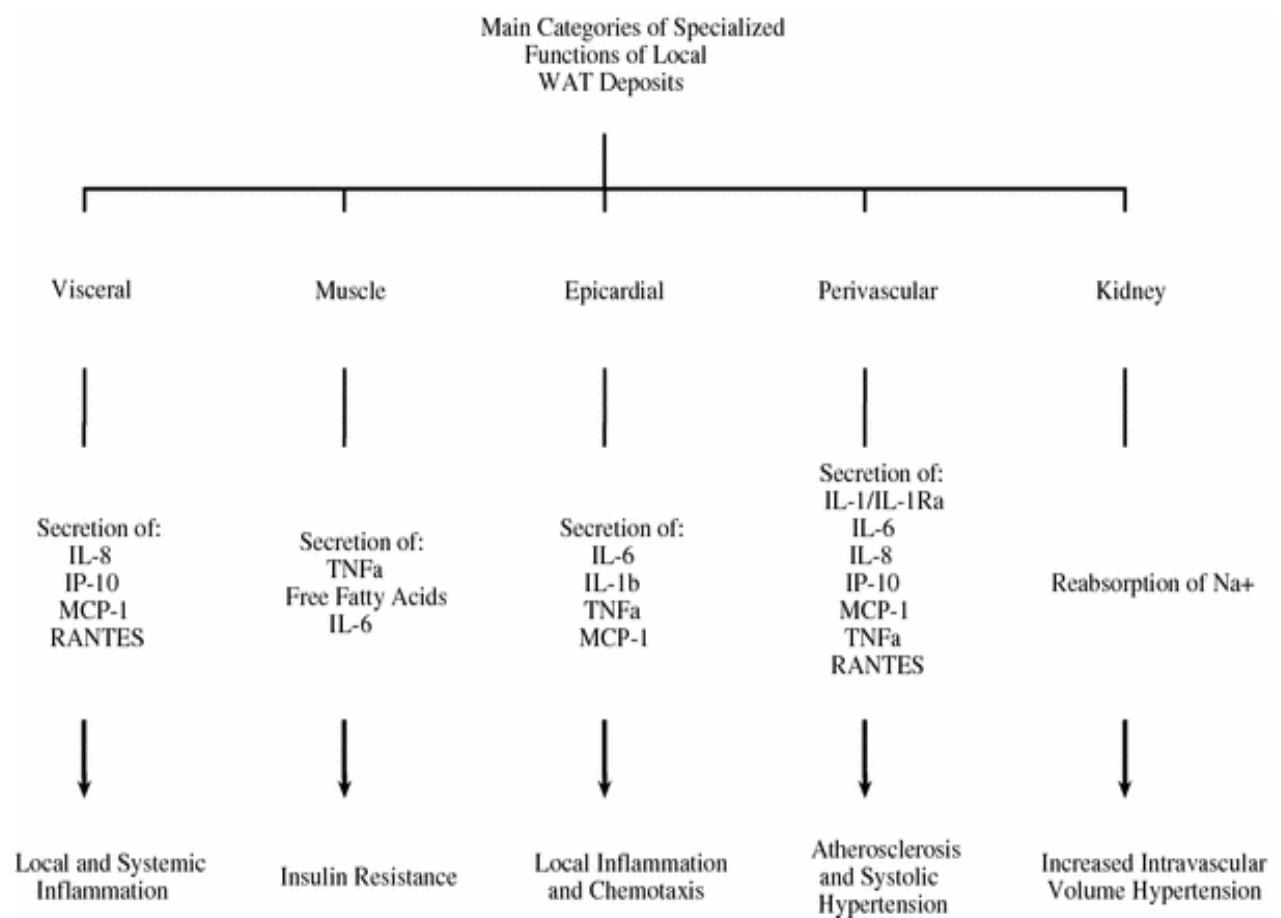 Main Categories of Specialized
Functions of Local
WAT Deposits
Visceral
Muscle
Epicardial
Perivascular
Kidney
Secretion of:
IL-8
IP-10
MCP-1
RANTES
Secretion of:
TNFa
Free Fatty Acids
IL-6
Secretion of:
IL-6
IL-1b
TNFa
MCP-1
Secretion of:
IL-1/IL-1Ra
IL-6
IL-8
IP-10
MCP-1
TNFa
RANTES
Reabsorption of Na+
Local and Systemic
Inflammation
Insulin Resistance
Local Inflammation
and Chemotaxis
Atherosclerosis
and Systolic
Hypertension
Increased Intravascular
Volume Hypertension